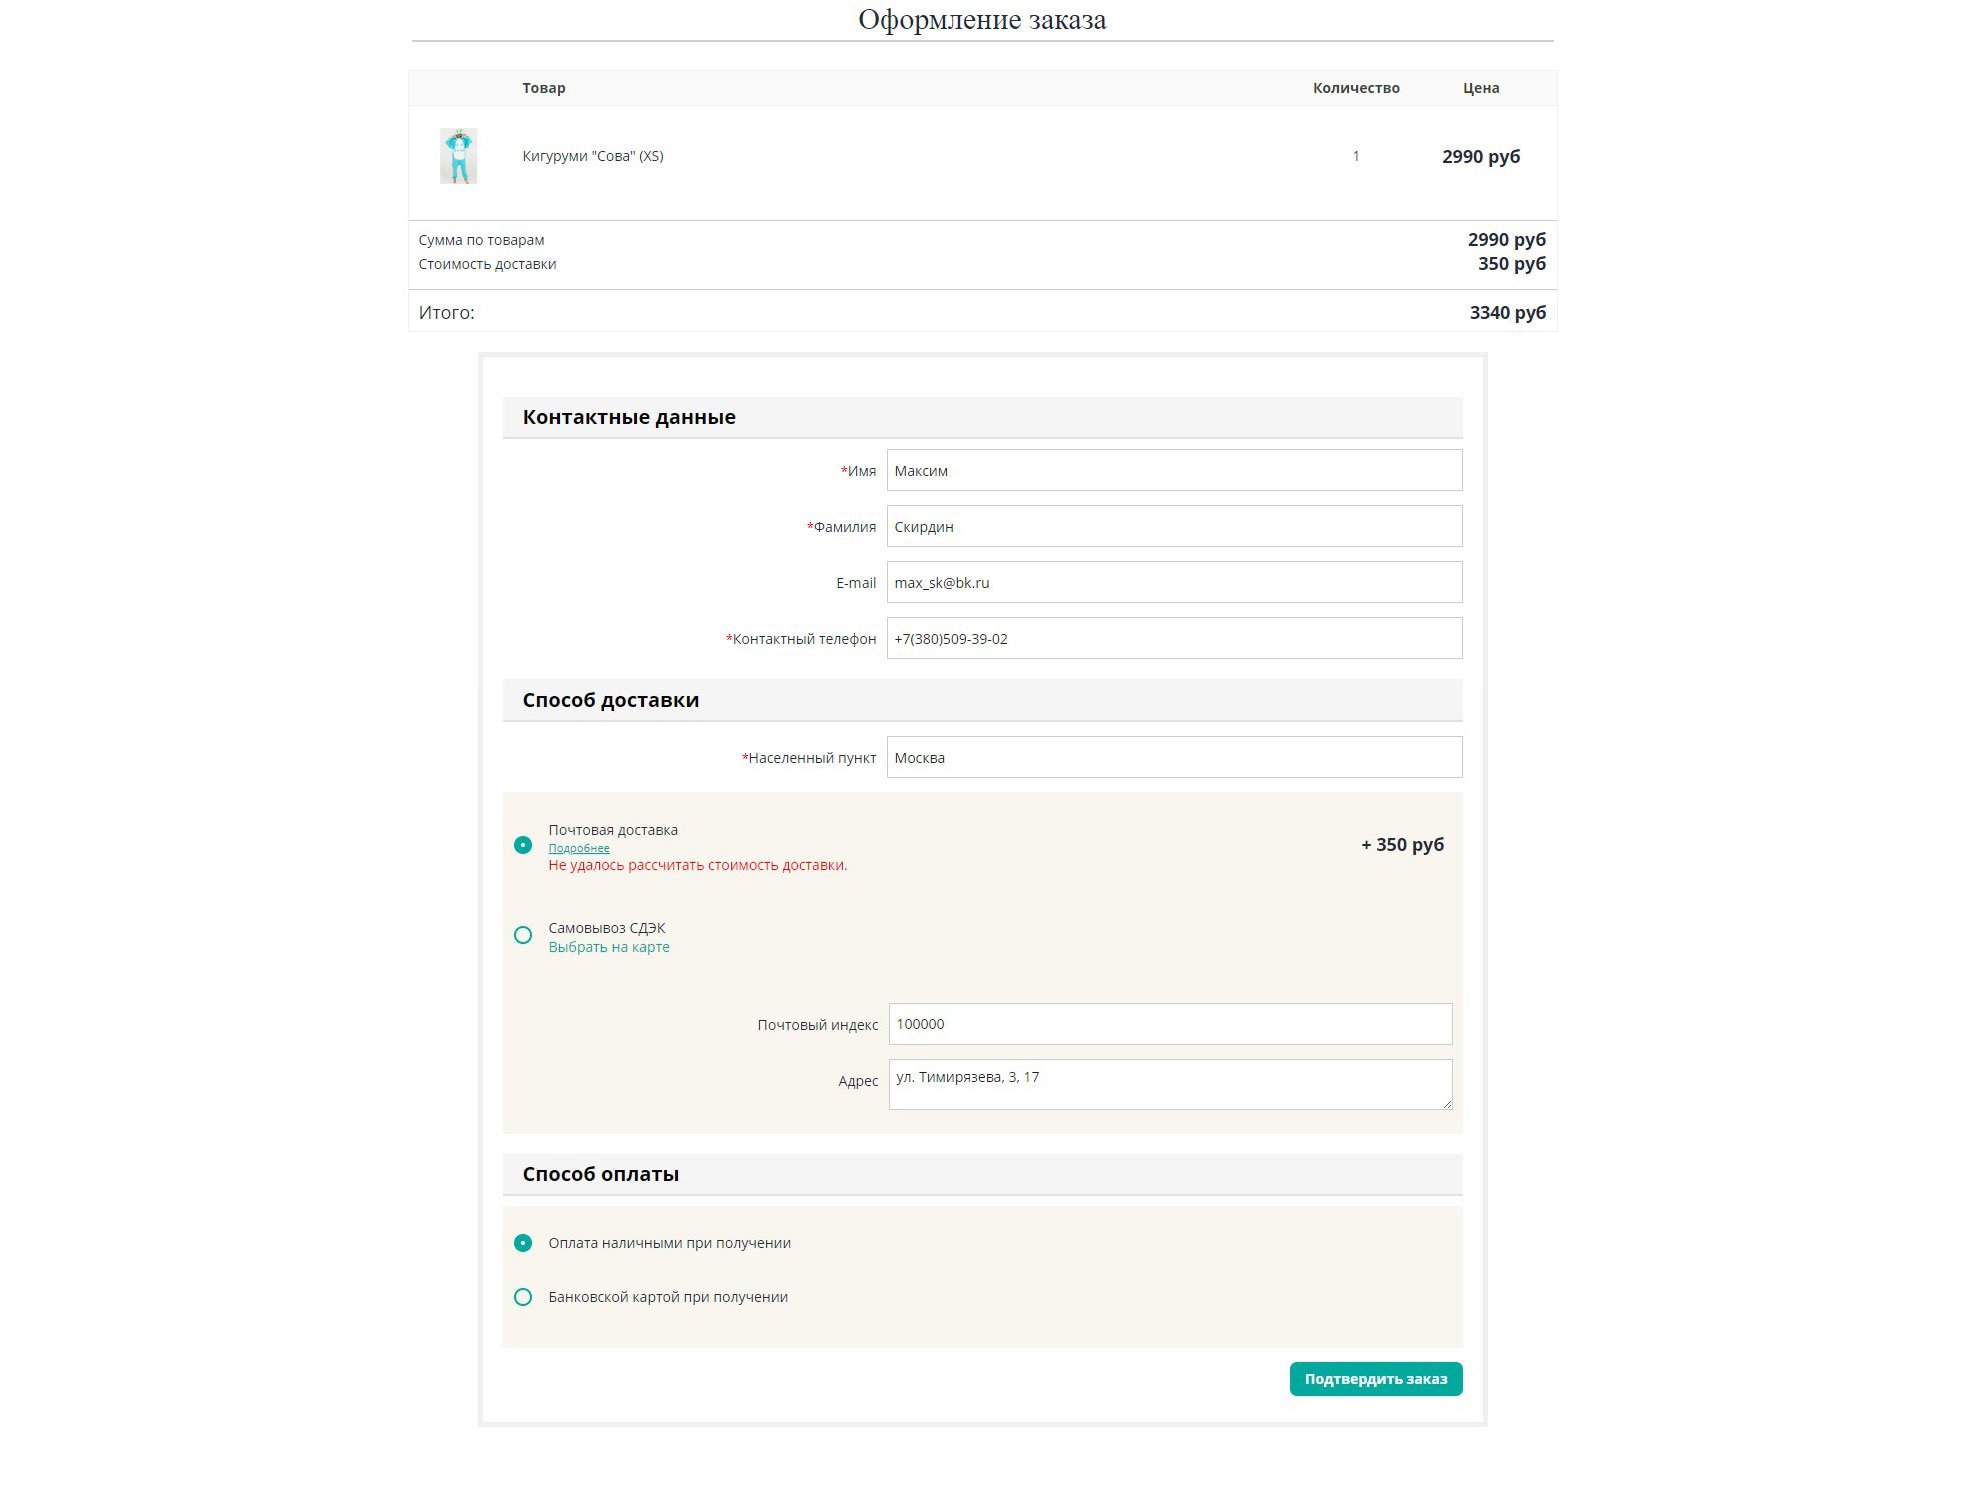 Оформление заказа
Товар Количество Цена
Кигуруми "Сова" (XS) 1 2990 руб
Сумма по товарам 2990 руб
Стоимость доставки 350 руб
Итого: 3340 руб
Контактные данные
*Имя Максим
*Фамилия Скирдин
E-mail max_sk@bk.ru
*Контактный телефон +7(380)509-39-02
Способ доставки
*Населенный пункт Москва
Почтовая доставка
Подробнее + 350 руб
Не удалось рассчитать стоимость доставки.
Самовывоз СДЭК
Выбрать на карте
Почтовый индекс 100000
Адрес ул. Тимирязева, 3, 17
Способ оплаты
Оплата наличными при получении
Банковской картой при получении
Подтвердить заказ